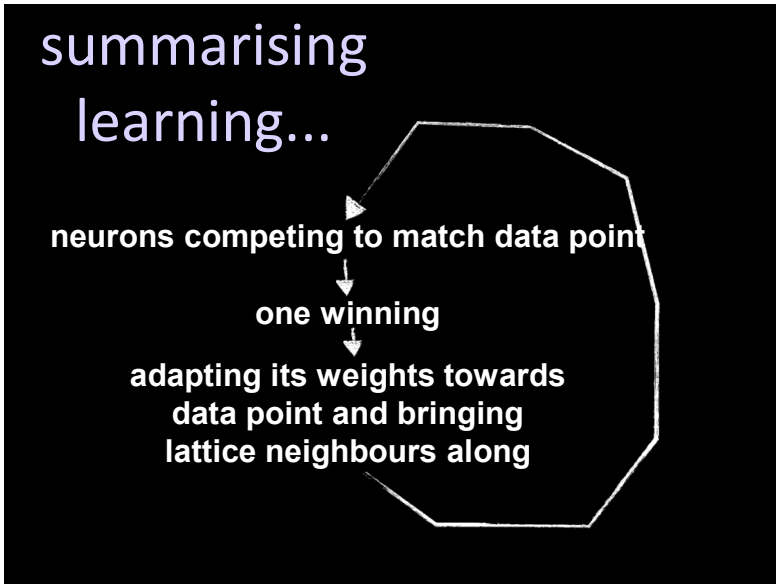 summarising
learning...
neurons competing to match data point
one winning
adapting its weights towards
data point and bringing
lattice neighbours along